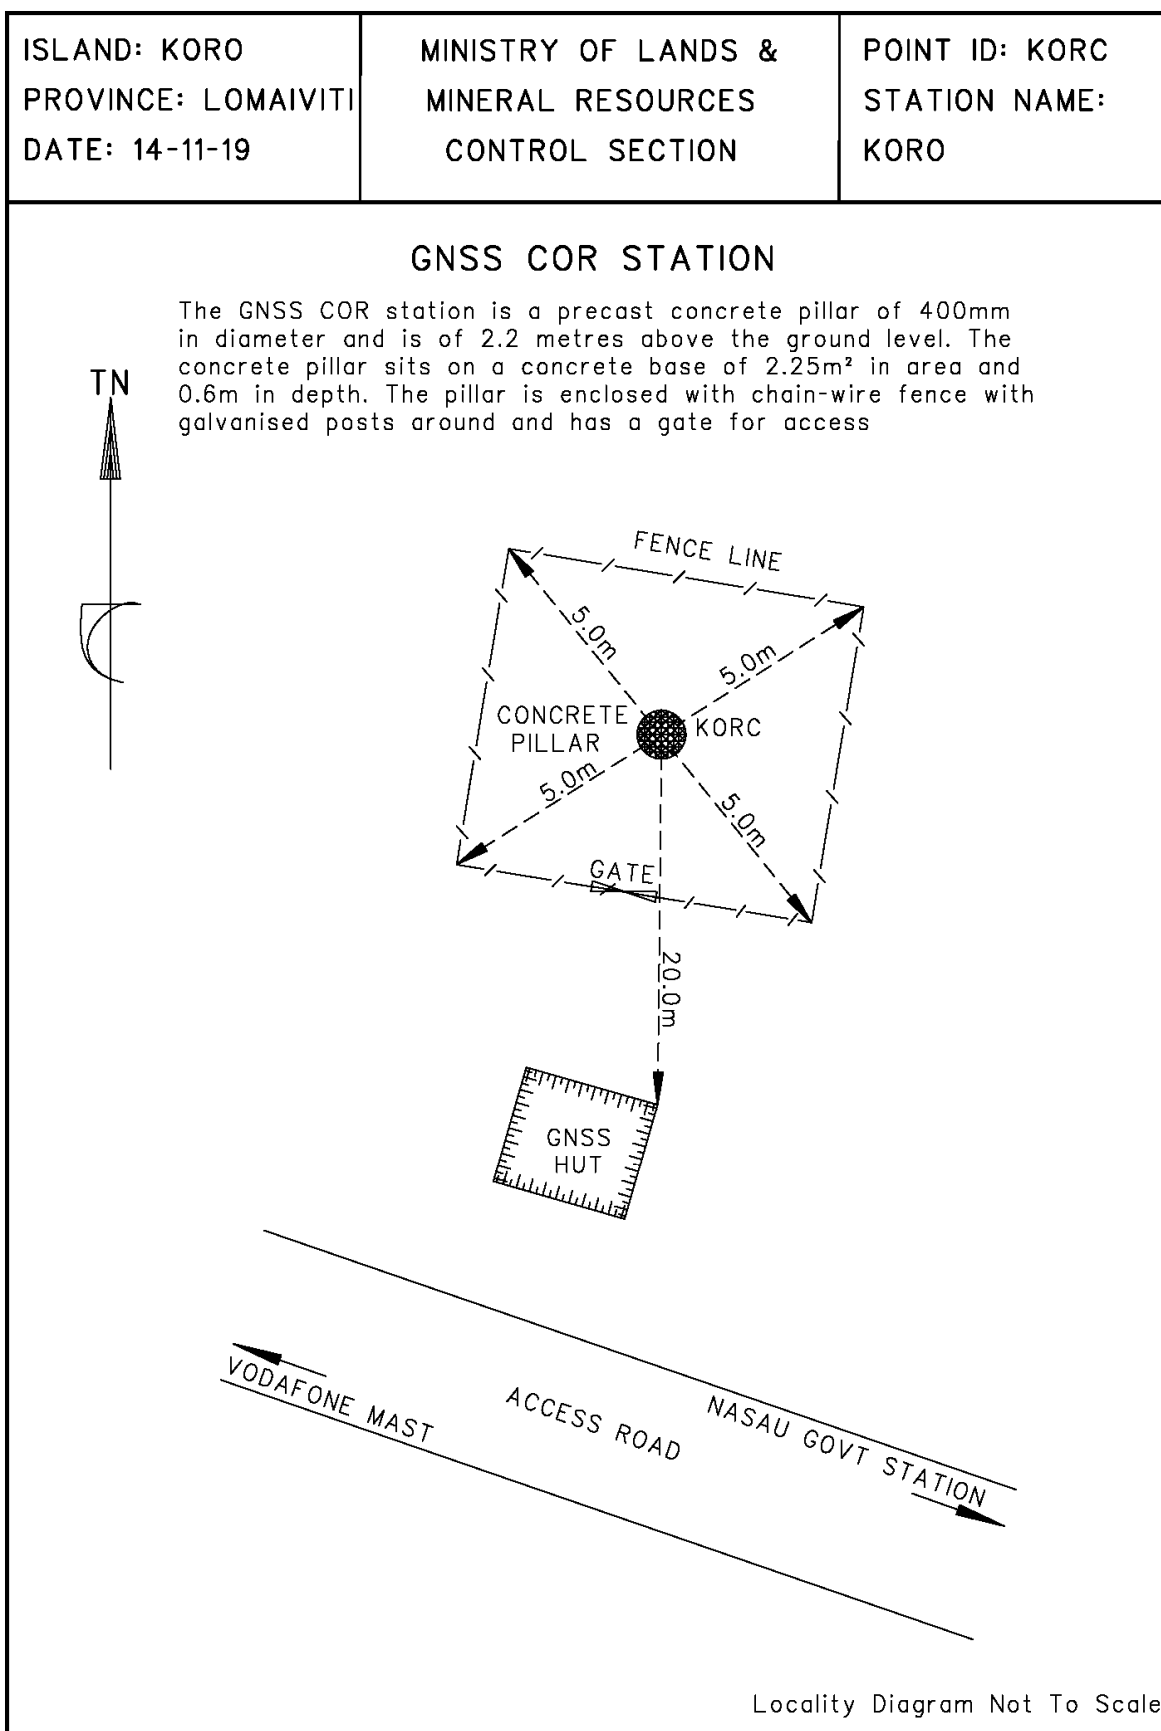 ISLAND: KORO
PROVINCE: LOMAIVITI
DATE: 14-11-19
MINISTRY OF LANDS &
MINERAL RESOURCES
CONTROL SECTION
POINT ID: KORC
STATION NAME:
KORO
GNSS COR STATION
The GNSS COR station is a precast concrete pillar of 400mm
in diameter and is of 2.2 metres above the ground level. The
concrete pillar sits on a concrete base of 2.25m² in area and
0.6m in depth. The pillar is enclosed with chain-wire fence with
galvanised posts around and has a gate for access
TN
FENCE LINE
5.0m
5.0m
CONCRETE
PILLAR
KORC
5.0m
5.0m
GATE
20.0m
GNSS
HUT
VODAFONE MAST
ACCESS ROAD
NASAU GOVT STATION
Locality Diagram Not To Scale